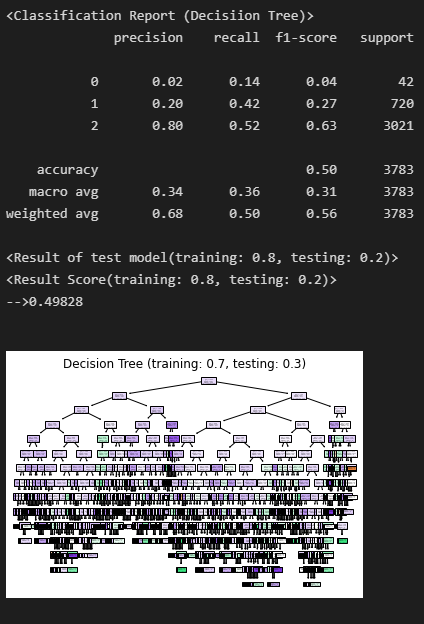 <Classification Report (Decisiion Tree)>
precision recall f1-score support
0 0.02 0.14 0.04 42
1 0.20 0.42 0.27 720
2 0.80 0.52 0.63 3021
accuracy 0.50 3783
macro avg 0.34 0.36 0.31 3783
weighted avg 0.68 0.50 0.56 3783
<Result of test model(training: 0.8, testing: 0.2)>
<Result Score(training: 0.8, testing: 0.2)>
-->0.49828
Decision Tree (training: 0.7, testing: 0.3)